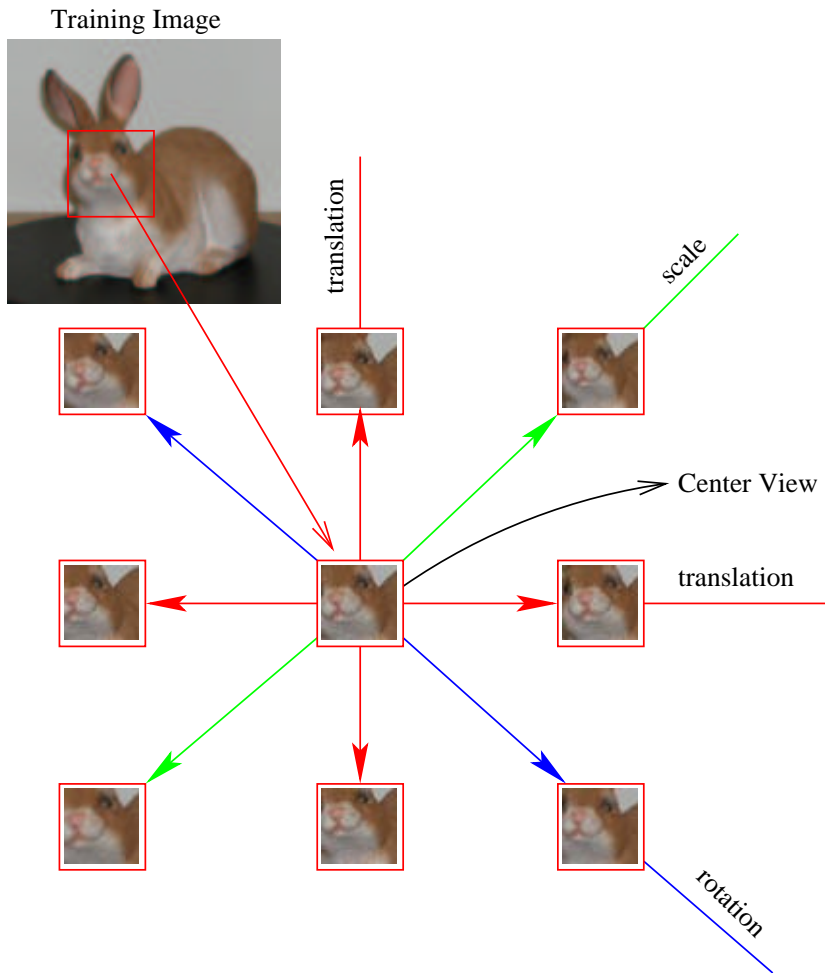 Training Image
translation
scale
Center View
translation
rotation